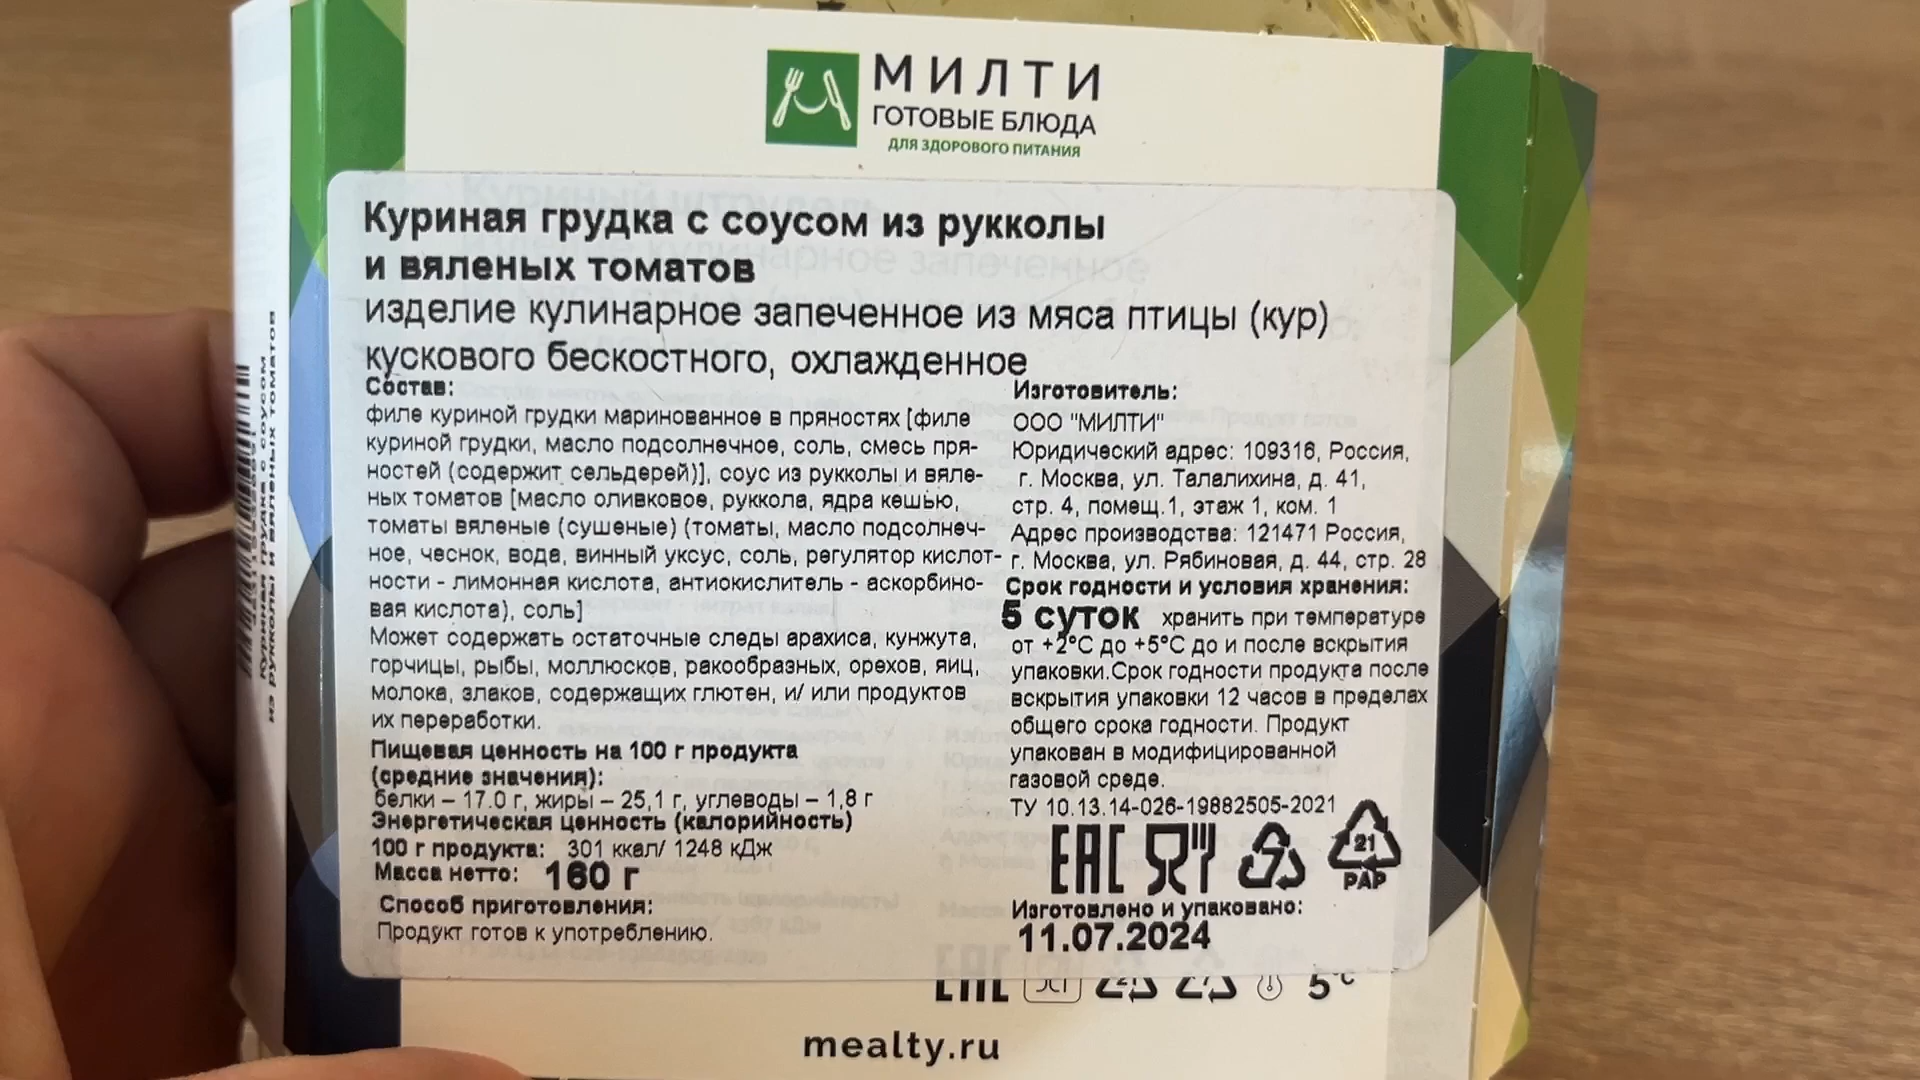 МИЛТИ
ГОТОВЫЕ БЛЮДА
ДЛЯ ЗДОРОВОГО ПИТАНИЯ
Куриная грудка с соусом из рукколы
и вяленых томатов
изделие кулинарное запеченное из мяса птицы (кур)
кускового бескостного, охлажденное
Состав:
филе куриной грудки маринованное в пряностях [филе
куриной грудки, масло подсолнечное, соль, смесь пря-
ностей (содержит сельдерей)], соус из рукколы и вяле-
ных томатов [масло оливковое, руккола, ядра кешью,
томаты вяленые (сушеные) (томаты, масло подсолнеч-
ное, чеснок, вода, винный уксус, соль, регулятор кислот-
ности - лимонная кислота, антиокислитель - аскорбино-
вая кислота), соль]
Может содержать остаточные следы арахиса, кунжута,
горчицы, рыбы, моллюсков, ракообразных, орехов, яиц,
молока, злаков, содержащих глютен, и/ или продуктов
их переработки.
Пищевая ценность на 100 г продукта
(средние значения):
белки – 17.0 г, жиры – 25,1 г, углеводы – 1,8 г
Энергетическая ценность (калорийность)
100 г продукта: 301 ккал/ 1248 кДж
Масса нетто: 160 г
Способ приготовления:
Продукт готов к употреблению.
Изготовитель:
ООО "МИЛТИ"
Юридический адрес: 109316, Россия,
г. Москва, ул. Талалихина, д. 41,
стр. 4, помещ.1, этаж 1, ком. 1
Адрес производства: 121471 Россия,
г. Москва, ул. Рябиновая, д. 44, стр. 28
Срок годности и условия хранения:
5 суток хранить при температуре
от +2°C до +5°C до и после вскрытия
упаковки.Срок годности продукта после
вскрытия упаковки 12 часов в пределах
общего срока годности. Продукт
упакован в модифицированной
газовой среде.
ТУ 10.13.14-026-19882505-2021
EAC 7 21
PAP
Изготовлено и упаковано:
11.07.2024
EAC 5°C
mealty.ru
Куриная грудка с соусом
из рукколы и вяленых томатов